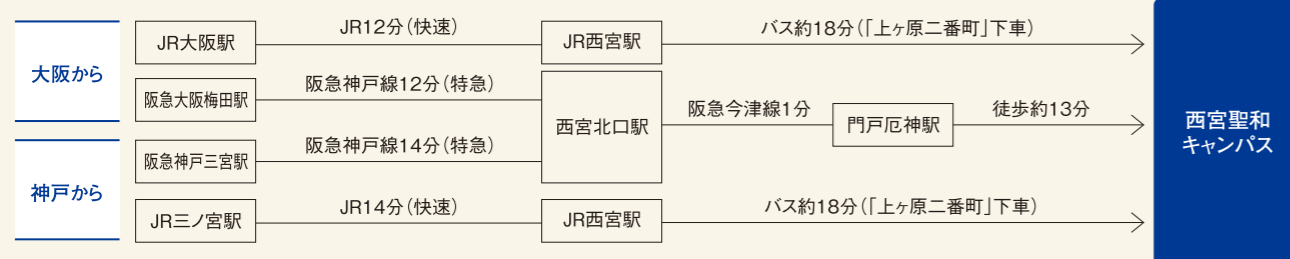 大阪から
JR大阪駅
JR12分（快速）
JR西宮駅
バス約18分（「上ヶ原二番町」下車）
阪急大阪梅田駅
阪急神戸線12分（特急）
西宮北口駅
阪急今津線1分
門戸厄神駅
徒歩約13分
神戸から
阪急神戸三宮駅
阪急神戸線14分（特急）
JR三ノ宮駅
JR14分（快速）
JR西宮駅
バス約18分（「上ヶ原二番町」下車）
西宮聖和
キャンパス